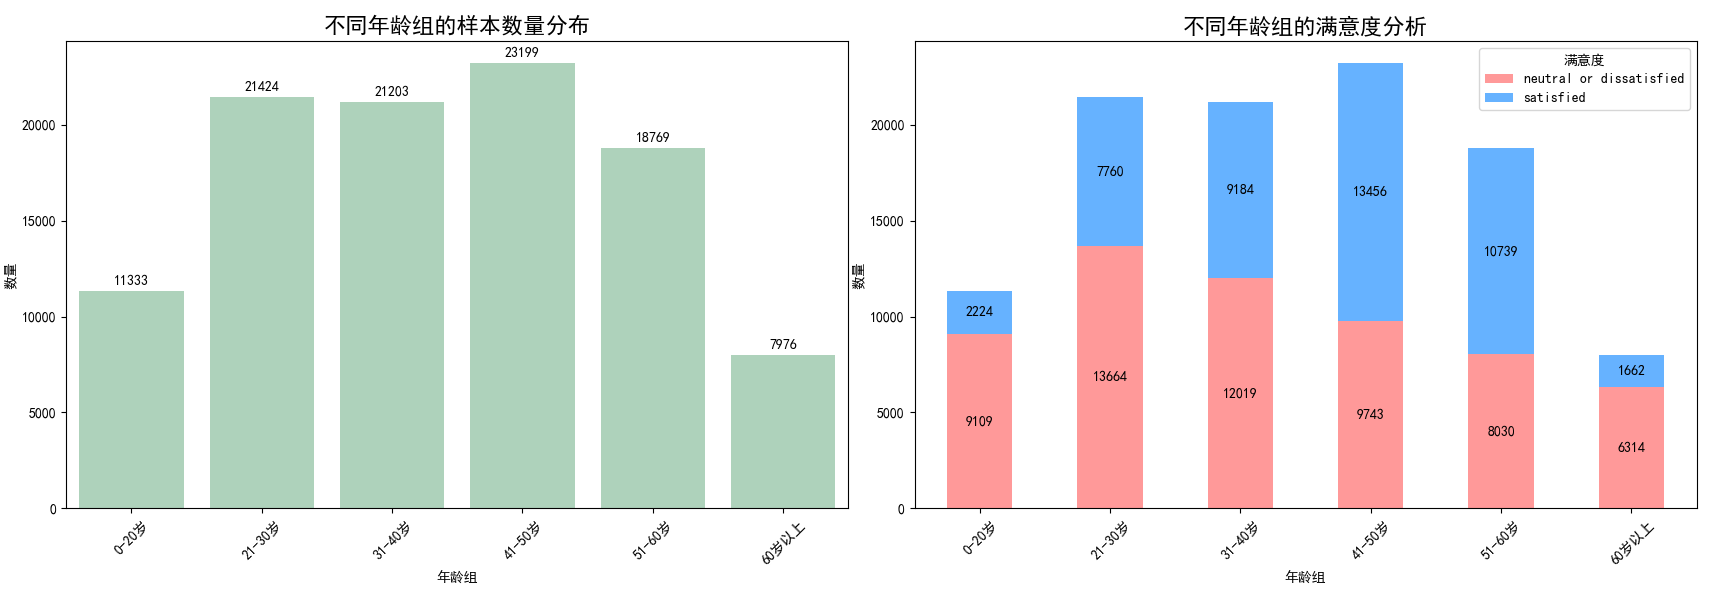 不同年龄组的样本数量分布
数量
20000
15000
10000
5000
0
11333
21424
21203
23199
18769
7976
0-20岁
21-30岁
31-40岁
41-50岁
51-60岁
60岁以上
年龄组
不同年龄组的满意度分析
满意度
neutral or dissatisfied
satisfied
数量
20000
15000
10000
5000
0
2224
9109
7760
13664
9184
12019
13456
9743
10739
8030
1662
6314
0-20岁
21-30岁
31-40岁
41-50岁
51-60岁
60岁以上
年龄组